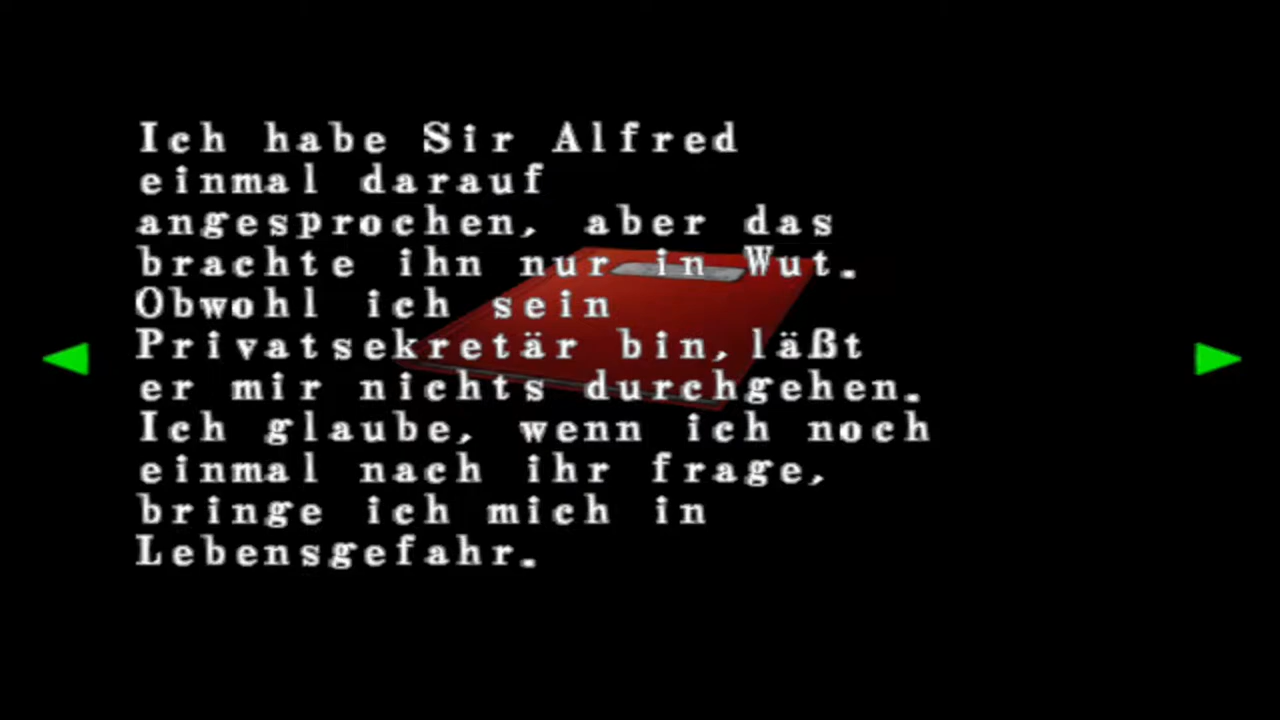 Ich habe Sir Alfred
einmal darauf
angesprochen, aber das
brachte ihn nur in Wut.
Obwohl ich sein
Privatsekretär bin, läßt
er mir nichts durchgehen.
Ich glaube, wenn ich noch
einmal nach ihr frage,
bringe ich mich in
Lebensgefahr.